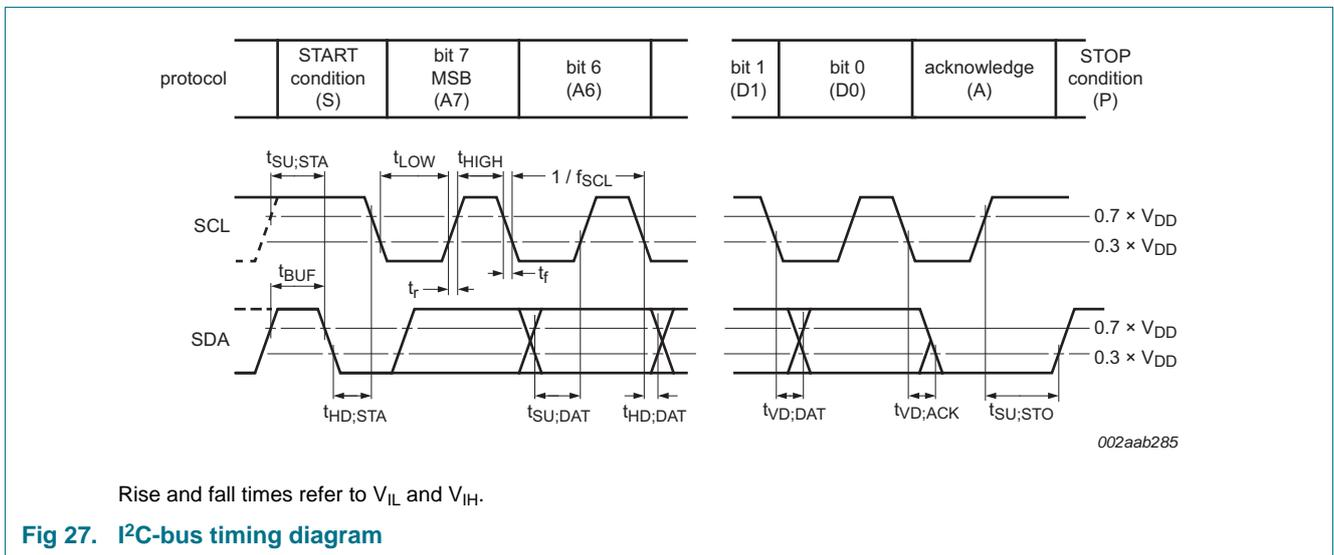 protocol
START
condition
(S)
bit 7
MSB
(A7)
bit 6
(A6)
bit 1
(D1)
bit 0
(D0)
acknowledge
(A)
STOP
condition
(P)
tSU;STA
tLOW
tHIGH
1 / fSCL
SCL
0.7 × VDD
0.3 × VDD
tBUF
tr
tf
SDA
0.7 × VDD
0.3 × VDD
tHD;STA
tSU;DAT
tHD;DAT
tVD;DAT
tVD;ACK
tSU;STO
002aab285
Rise and fall times refer to VIL and VIH.
Fig 27. I²C-bus timing diagram